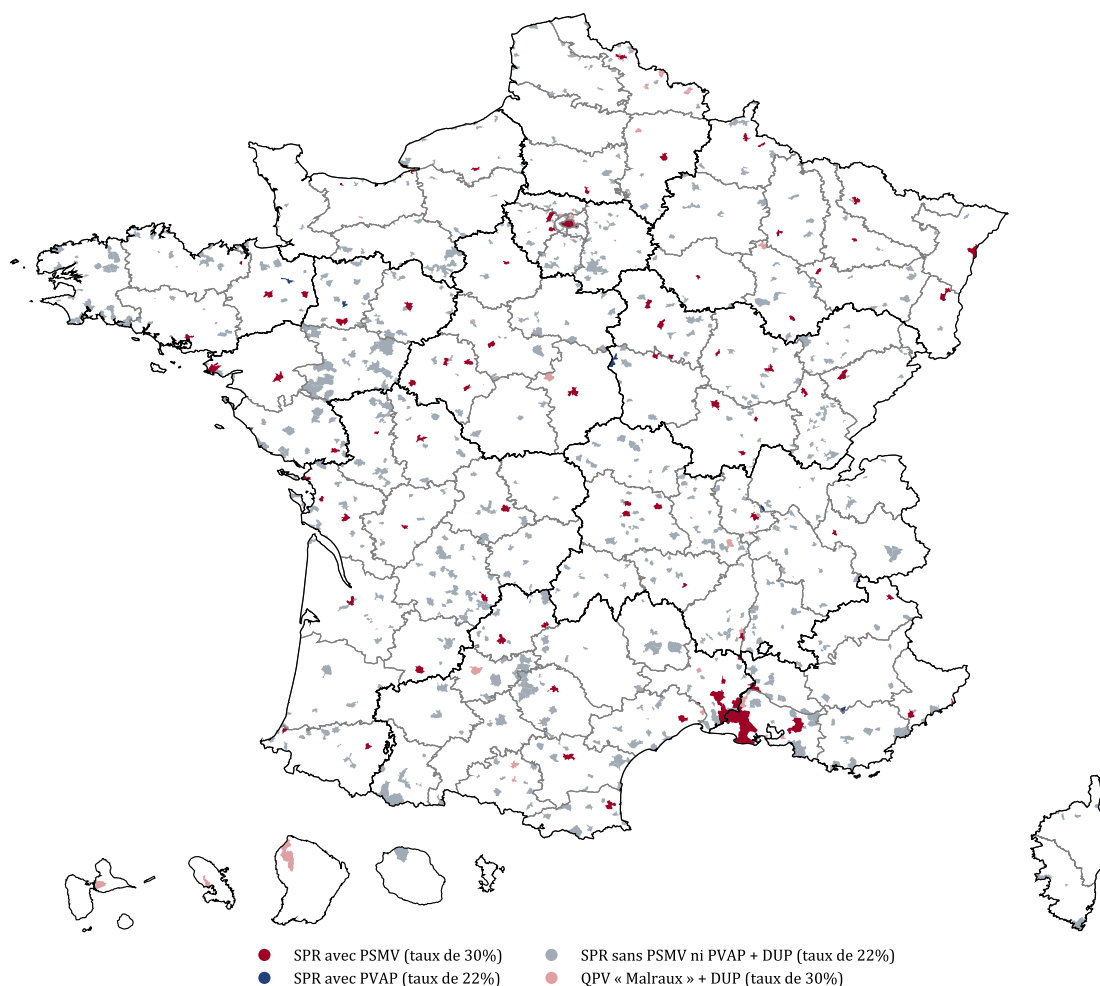 SPR avec PSMV (taux de 30%)
SPR avec PVAP (taux de 22%)
SPR sans PSMV ni PVAP + DUP (taux de 22%)
QPV « Malraux » + DUP (taux de 30%)